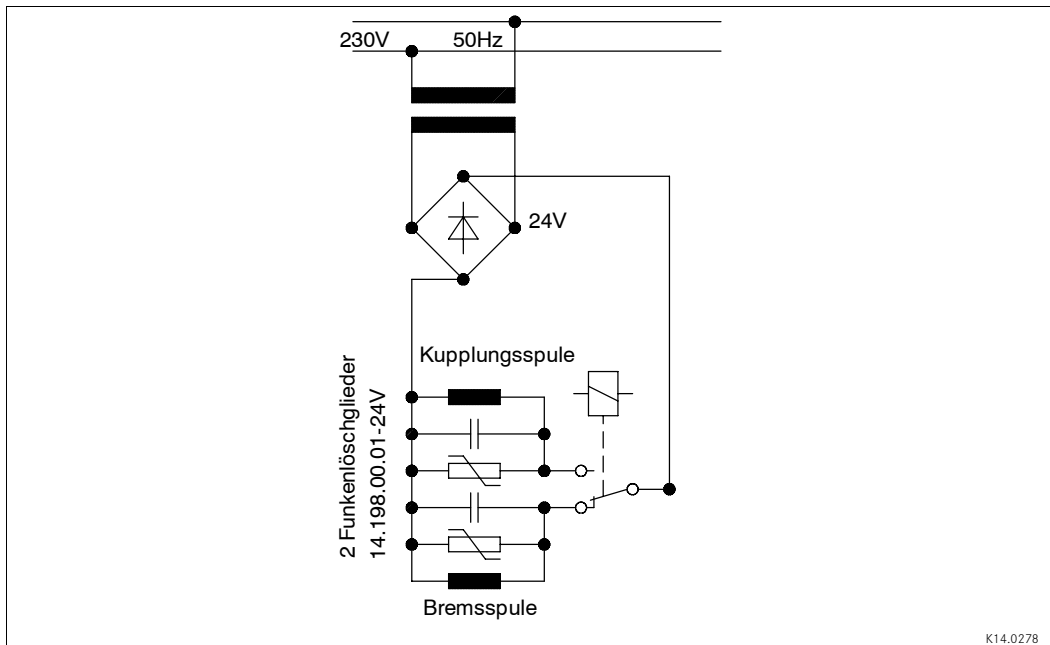 230V
50Hz
24V
Kupplungsspule
2 Funkenlöschglieder
14.198.00.01-24V
Bremsspule
K14.0278